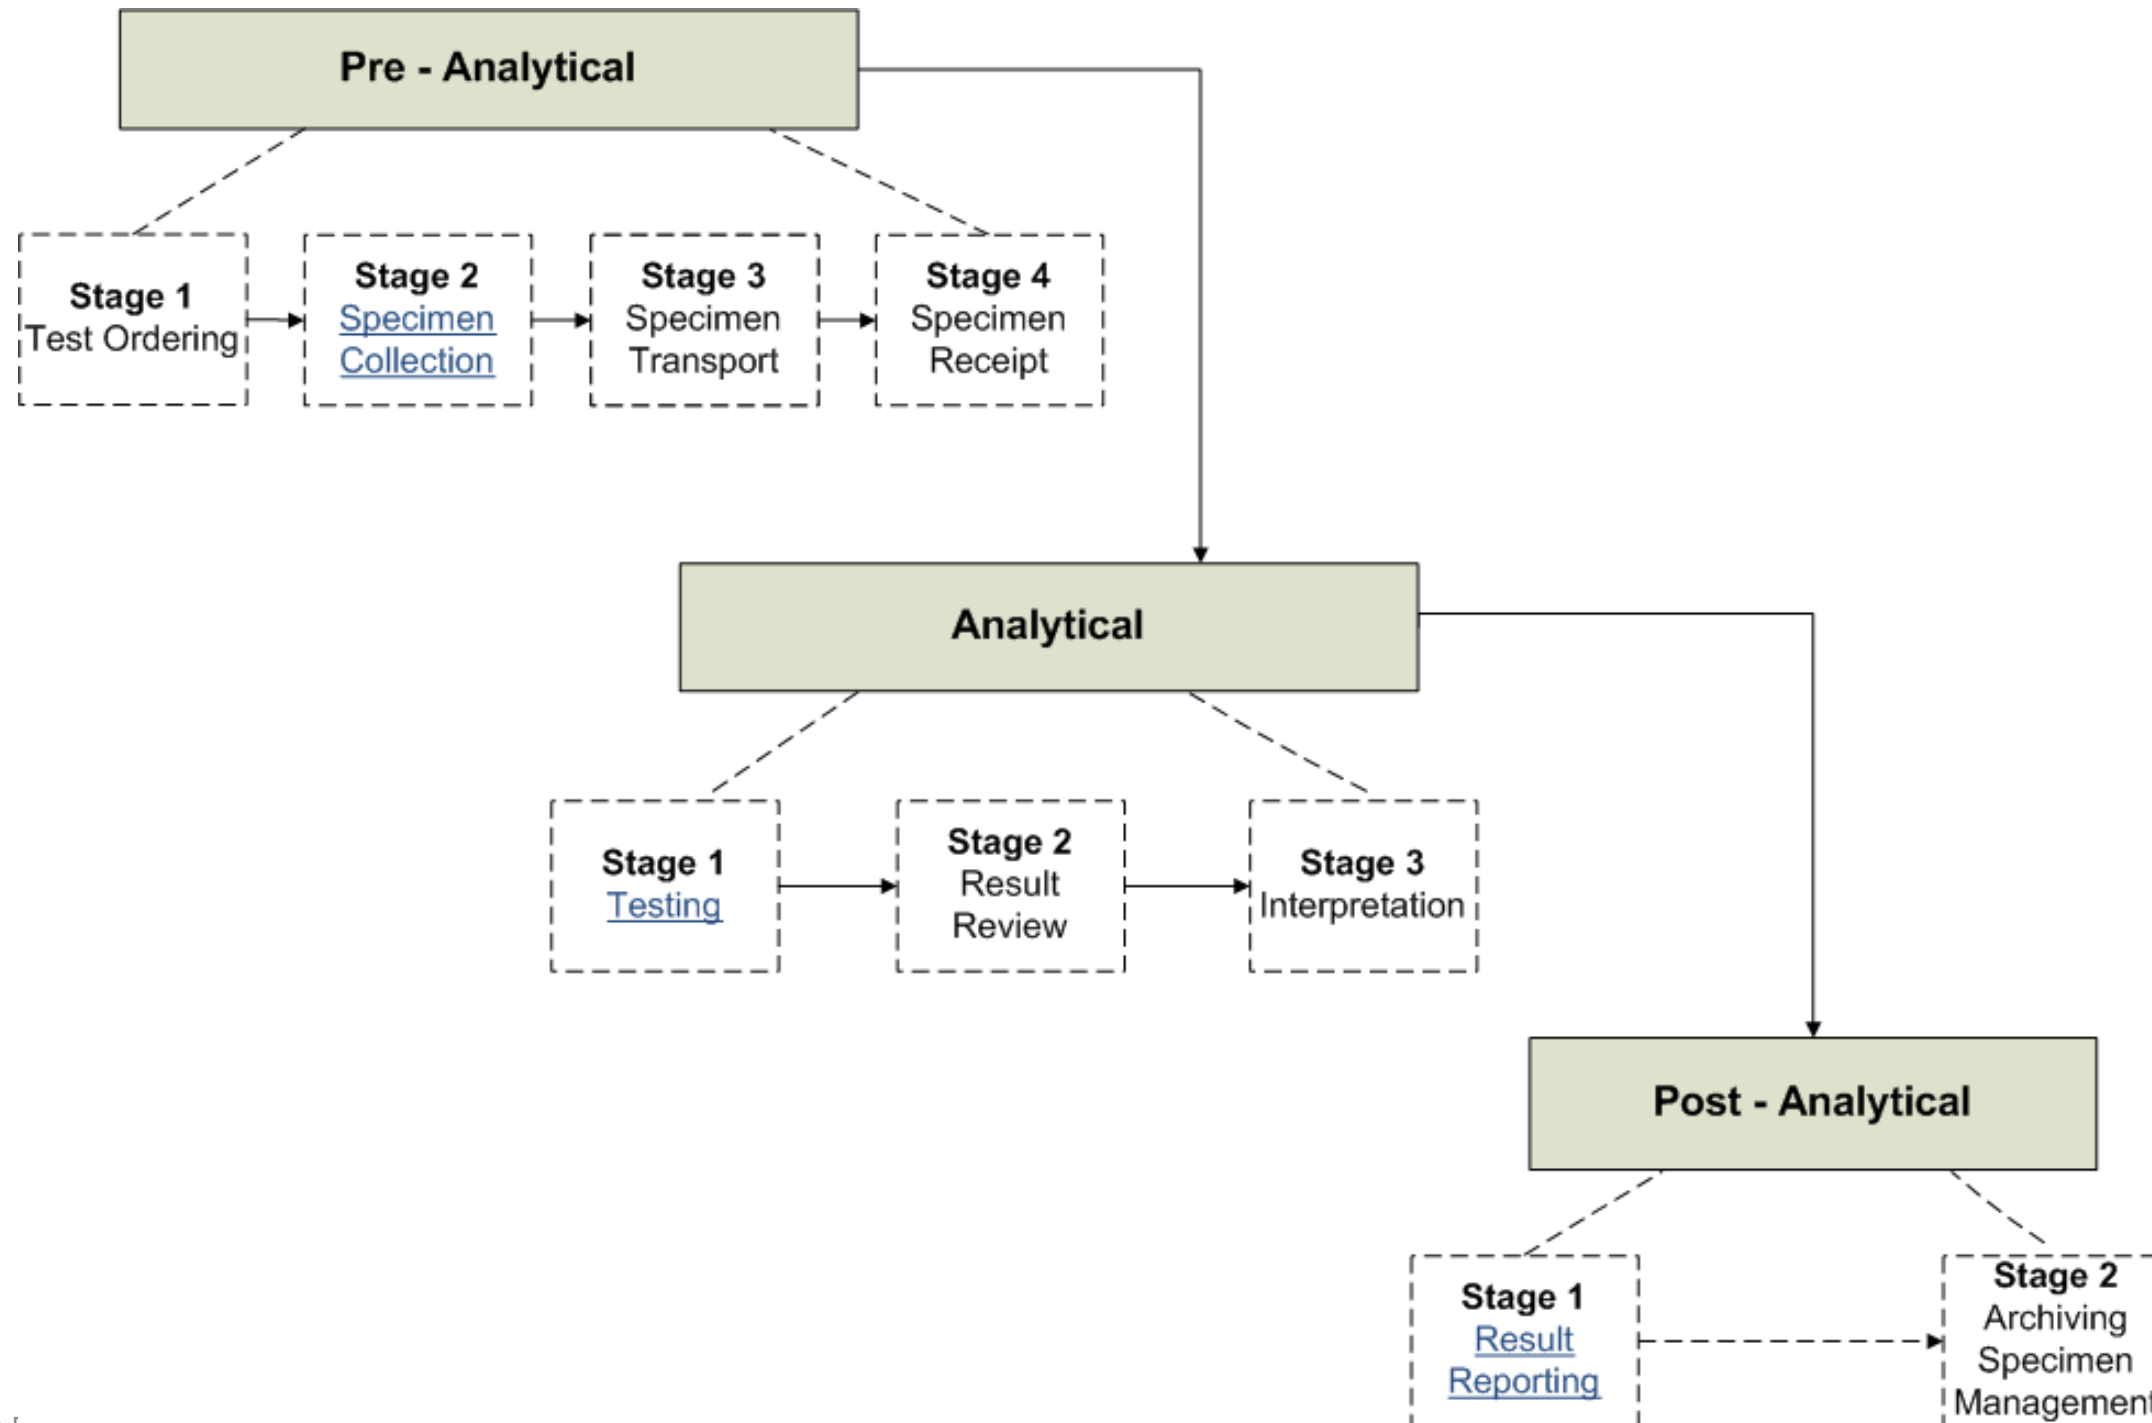 Pre - Analytical
Stage 1
Test Ordering
Stage 2
Specimen
Collection
Stage 3
Specimen
Transport
Stage 4
Specimen
Receipt
Analytical
Stage 1
Testing
Stage 2
Result
Review
Stage 3
Interpretation
Post - Analytical
Stage 1
Result
Reporting
Stage 2
Archiving
Specimen
Management